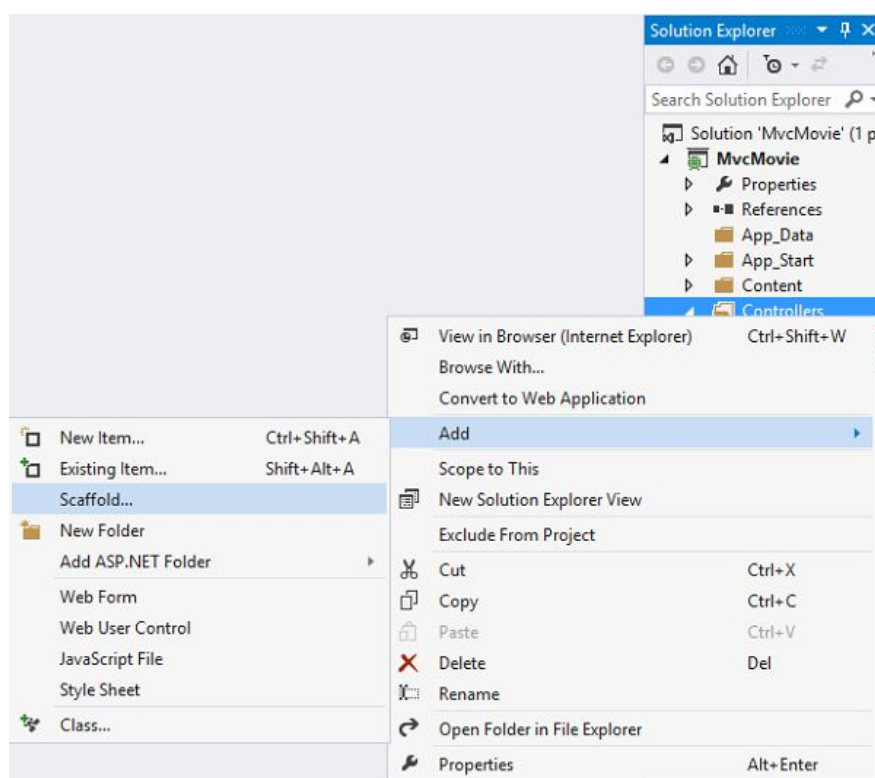 Solution Explorer
Search Solution Explorer
Solution 'MvcMovie' (1 p
MvcMovie
Properties
References
App_Data
App_Start
Content
Controllers
View in Browser (Internet Explorer) Ctrl+Shift+W
Browse With...
Convert to Web Application
Add
Scope to This
New Solution Explorer View
Exclude From Project
Cut Ctrl+X
Copy Ctrl+C
Paste Ctrl+V
Delete Del
Rename
Open Folder in File Explorer
Properties Alt+Enter
New Item... Ctrl+Shift+A
Existing Item... Shift+Alt+A
Scaffold...
New Folder
Add ASP.NET Folder
Web Form
Web User Control
JavaScript File
Style Sheet
Class...